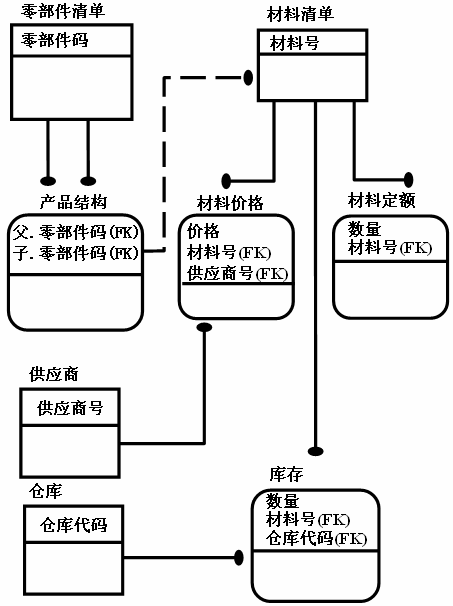 零部件清单
零部件码
材料清单
材料号
产品结构
父.零部件码(FK)
子.零部件码(FK)
材料价格
价格
材料号(FK)
供应商号(FK)
材料定额
数量
材料号(FK)
供应商
供应商号
仓库
仓库代码
库存
数量
材料号(FK)
仓库代码(FK)